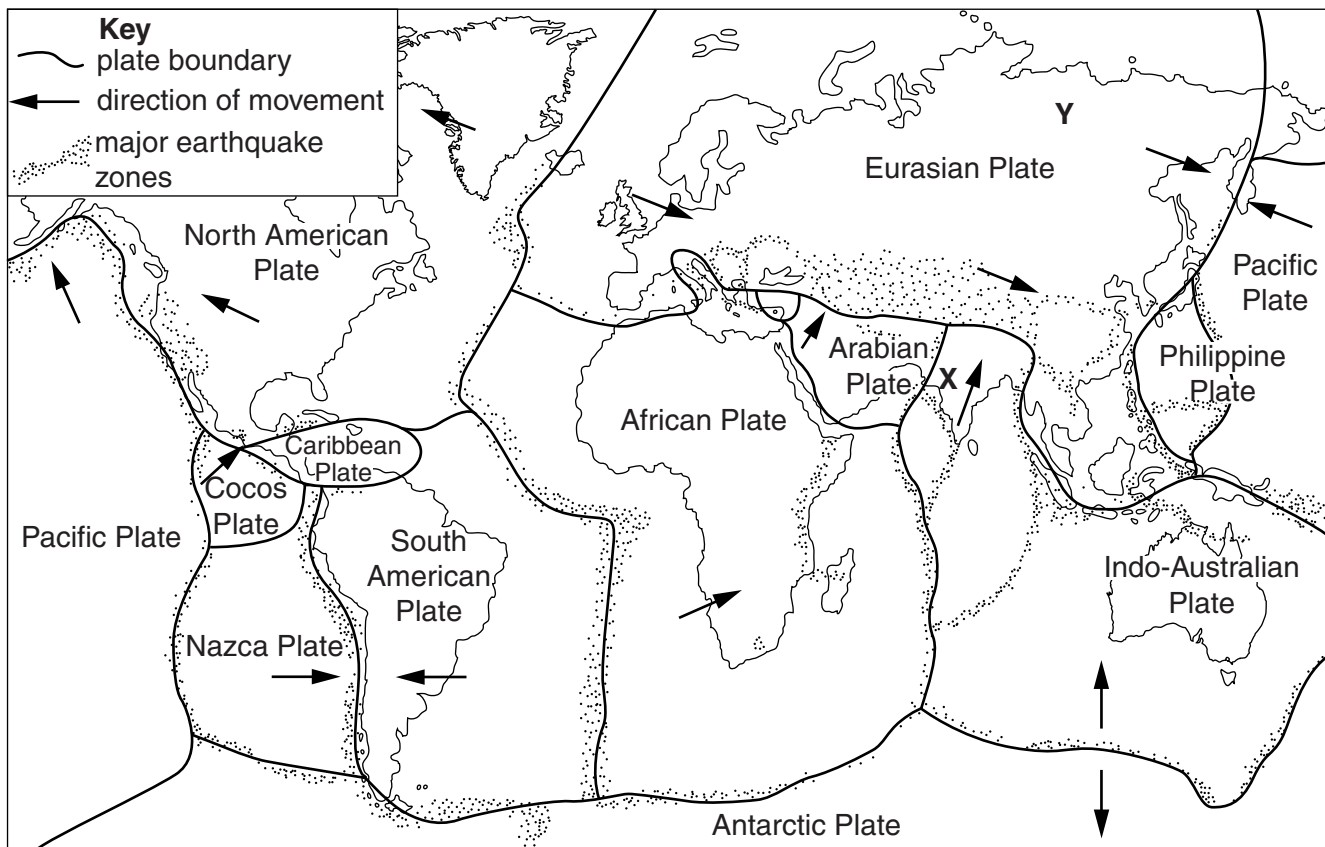 Key
plate boundary
direction of movement
major earthquake
zones
Y
Eurasian Plate
North American
Plate
Pacific
Plate
Arabian
Plate
X
Philippine
Plate
African Plate
Caribbean
Plate
Cocos
Plate
Pacific Plate
South
American
Plate
Indo-Australian
Plate
Nazca Plate
Antarctic Plate